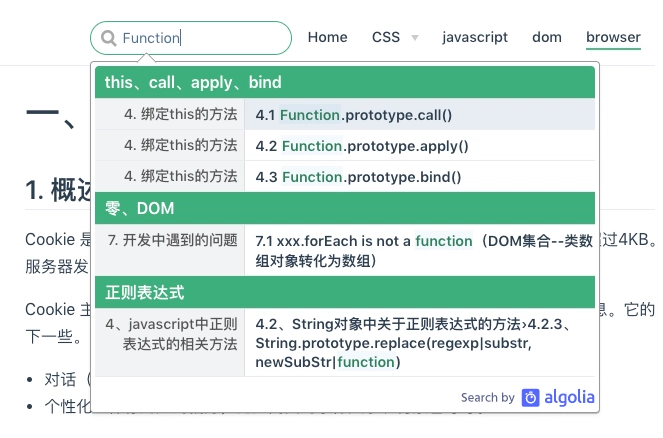 Function
Home CSS javascript dom browser
this、call、apply、bind
4. 绑定this的方法 4.1 Function.prototype.call()
4. 绑定this的方法 4.2 Function.prototype.apply()
4. 绑定this的方法 4.3 Function.prototype.bind()
零、DOM
7. 开发中遇到的问题 7.1 xxx.forEach is not a function（DOM集合--类数
组对象转化为数组）
正则表达式
4、javascript中正则 4.2、String对象中关于正则表达式的方法›4.2.3、
表达式的相关方法 String.prototype.replace(regexp|substr,
newSubStr|function)
Search by algolia
一、
1. 概
Cookie 是 过4KB。
服务器发
Cookie 主 息。它的
下一些。
• 对话（
• 个性化